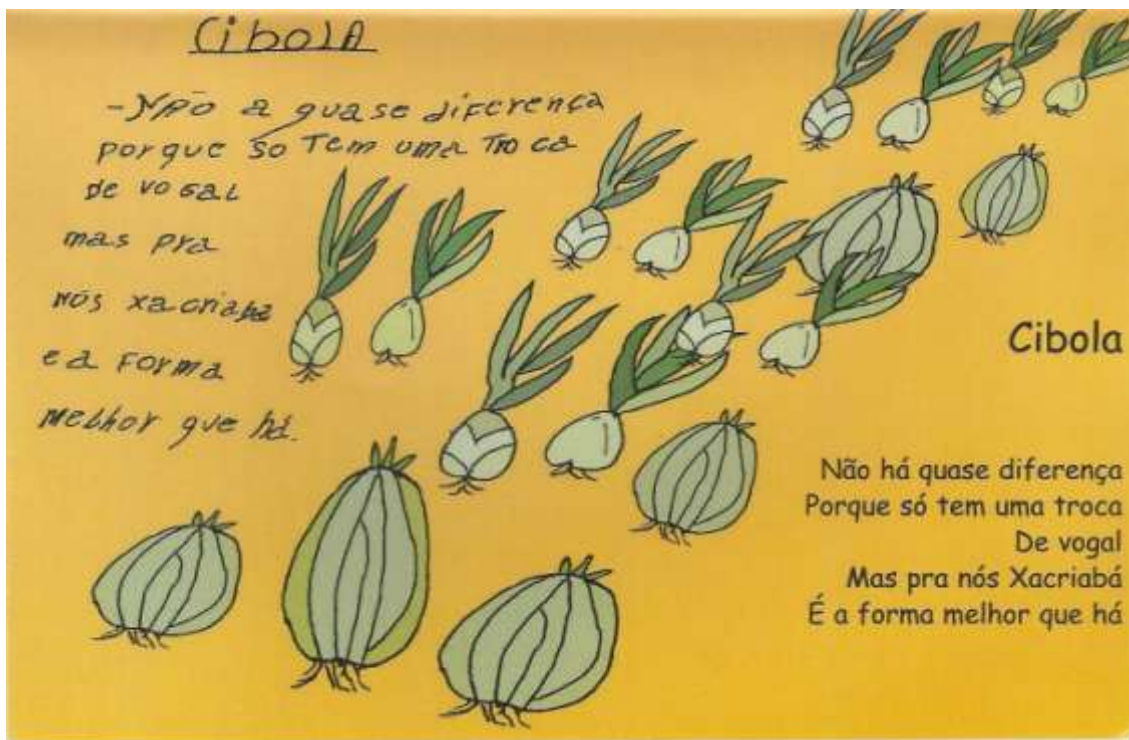 CibolA
-Não a quase diferença
porque so Tem uma Troca
de vogal
mas pra
nós xacriaba
e a Forma
melhor que há.
Cibola
Não há quase diferença
Porque só tem uma troca
De vogal
Mas pra nós Xacriabá
É a forma melhor que há